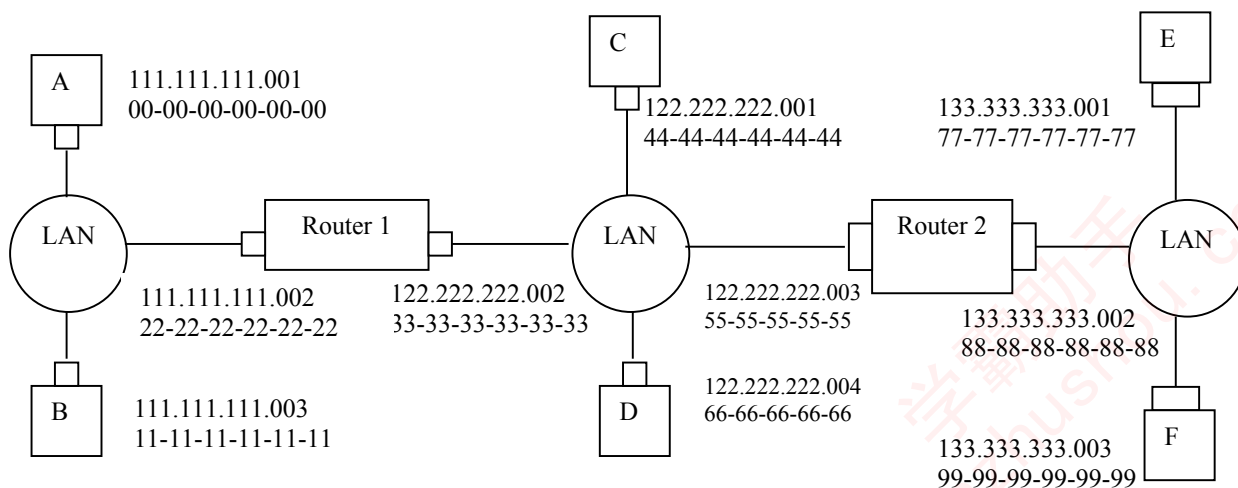 A
111.111.111.001
00-00-00-00-00-00
C
122.222.222.001
44-44-44-44-44-44
E
133.333.333.001
77-77-77-77-77-77
LAN
Router 1
LAN
Router 2
LAN
111.111.111.002
22-22-22-22-22-22
122.222.222.002
33-33-33-33-33-33
122.222.222.003
55-55-55-55-55
133.333.333.002
88-88-88-88-88-88
B
111.111.111.003
11-11-11-11-11-11
D
122.222.222.004
66-66-66-66-66
F
133.333.333.003
99-99-99-99-99-99
学霸助手